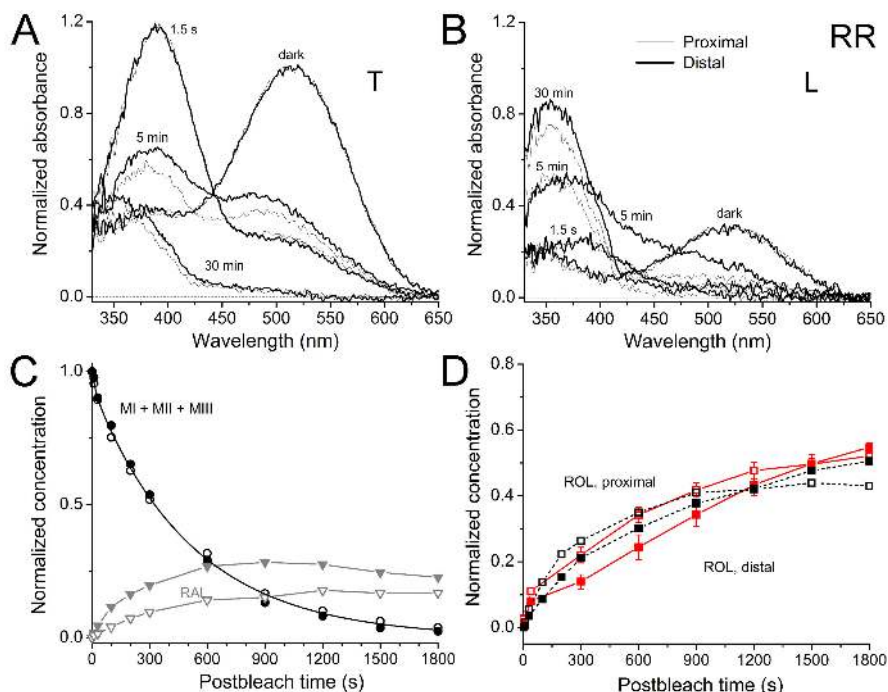 A
B
RR
1.5 s
dark
T
5 min
30 min
Normalized absorbance
1.2
0.8
0.4
0.0
350 400 450 500 550 600 650
Wavelength (nm)
Proximal
Distal
L
30 min
5 min
5 min
1.5 s
dark
Normalized absorbance
1.2
0.8
0.4
0.0
350 400 450 500 550 600 650
Wavelength (nm)
C
D
MI + MII + MIII
RAL
Normalized concentration
1.0
0.5
0.0
0 300 600 900 1200 1500 1800
Postbleach time (s)
ROL, proximal
ROL, distal
Normalized concentration
0.8
0.6
0.4
0.2
0.0
0 300 600 900 1200 1500 1800
Postbleach time (s)